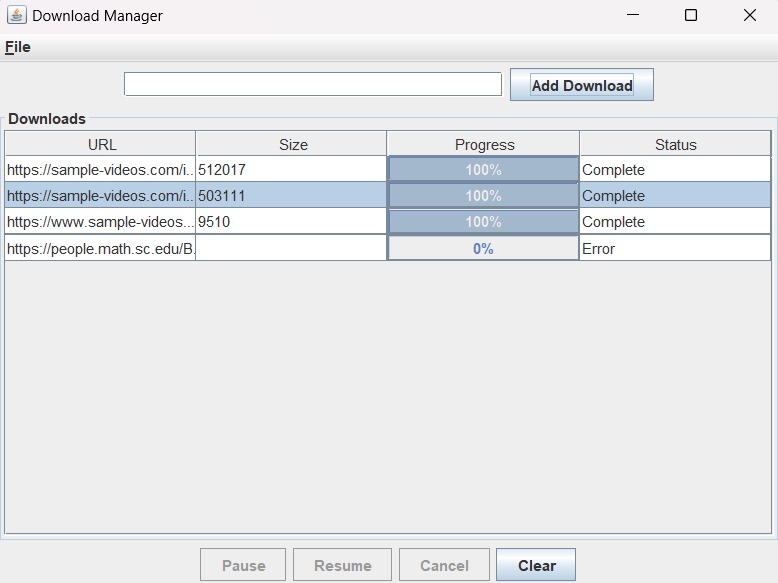 Download Manager
File
Add Download
Downloads
URL Size Progress Status
https://sample-videos.com/i... 512017 100% Complete
https://sample-videos.com/i... 503111 100% Complete
https://www.sample-videos... 9510 100% Complete
https://people.math.sc.edu/B. 0% Error
Pause Resume Cancel Clear